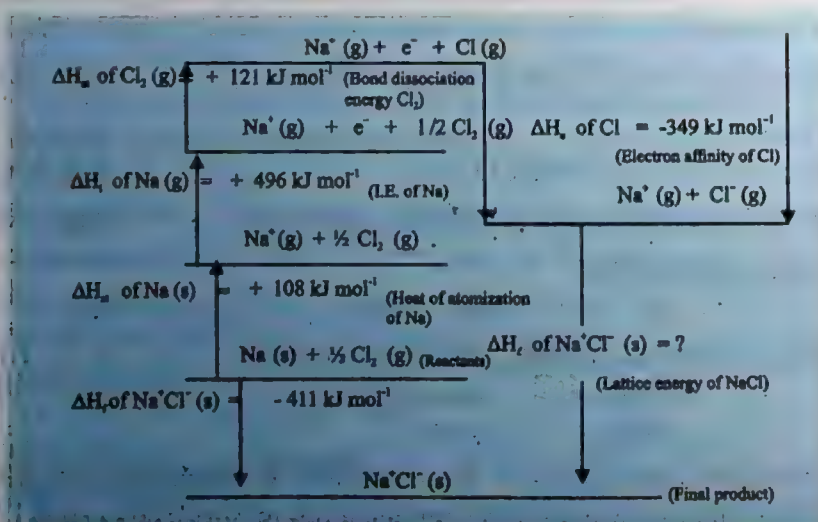 Na⁺ (g) + e⁻ + Cl (g)
ΔHₐₜ of Cl₂ (g) = + 121 kJ mol⁻¹ (Bond dissociation
energy Cl₂)
Na⁺ (g) + e⁻ + 1/2 Cl₂ (g)
ΔHₑ of Cl = -349 kJ mol⁻¹
(Electron affinity of Cl)
ΔHᵢ of Na (g) = + 496 kJ mol⁻¹ (I.E. of Na)
Na⁺ (g) + Cl⁻ (g)
Na⁺(g) + ½ Cl₂ (g)
ΔHₐₜ of Na (s) = + 108 kJ mol⁻¹ (Heat of atomization
of Na)
Na (s) + ½ Cl₂ (g) (Reactants)
ΔHℓ of Na⁺Cl⁻ (s) = ?
(Lattice energy of NaCl)
ΔHf of Na⁺Cl⁻ (s) = - 411 kJ mol⁻¹
Na⁺Cl⁻ (s)
(Final product)